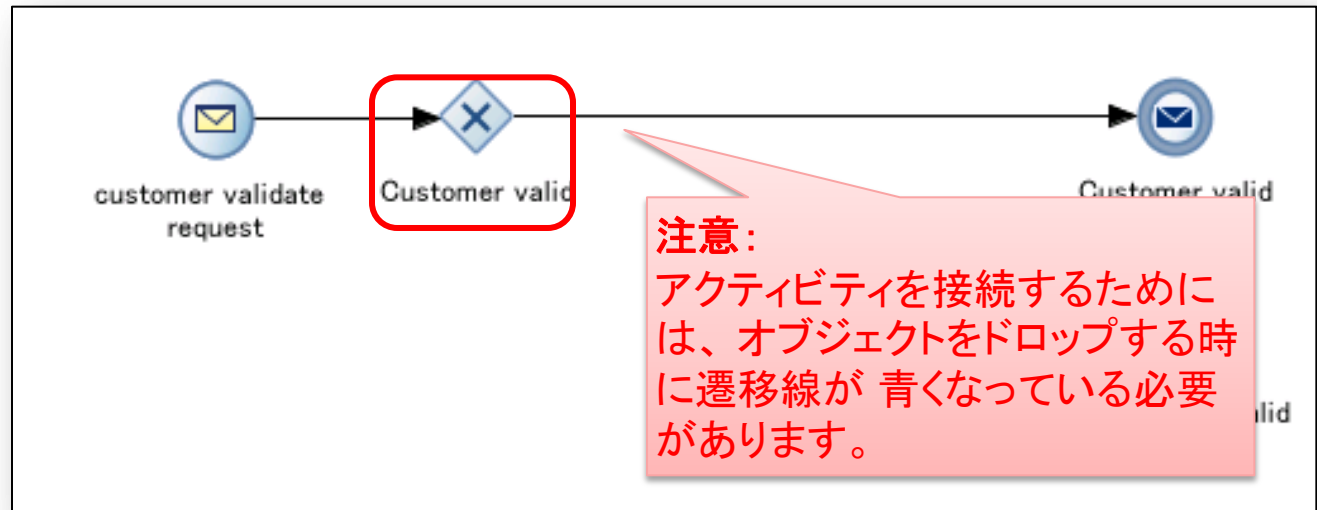 customer validate
request
Customer valid
Customer valid
注意：
アクティビティを接続するために
は、オブジェクトをドロップする時
に遷移線が 青くなっている必要
があります。